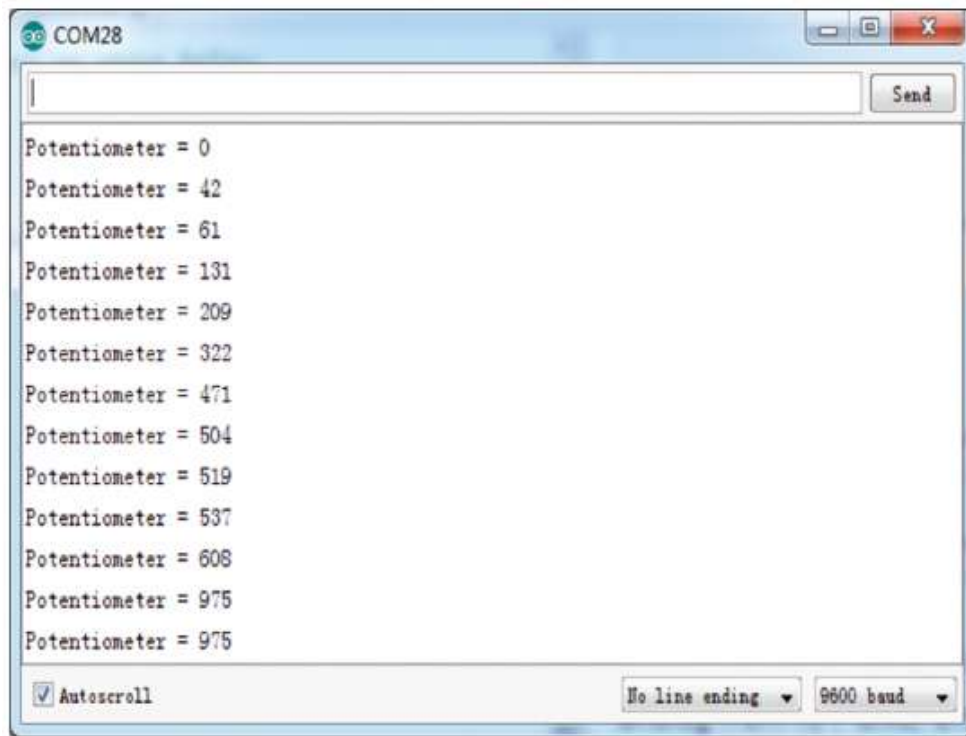 COM28
Send
Potentiometer = 0
Potentiometer = 42
Potentiometer = 61
Potentiometer = 131
Potentiometer = 209
Potentiometer = 322
Potentiometer = 471
Potentiometer = 504
Potentiometer = 519
Potentiometer = 537
Potentiometer = 608
Potentiometer = 975
Potentiometer = 975
Autoscroll
No line ending
9600 baud